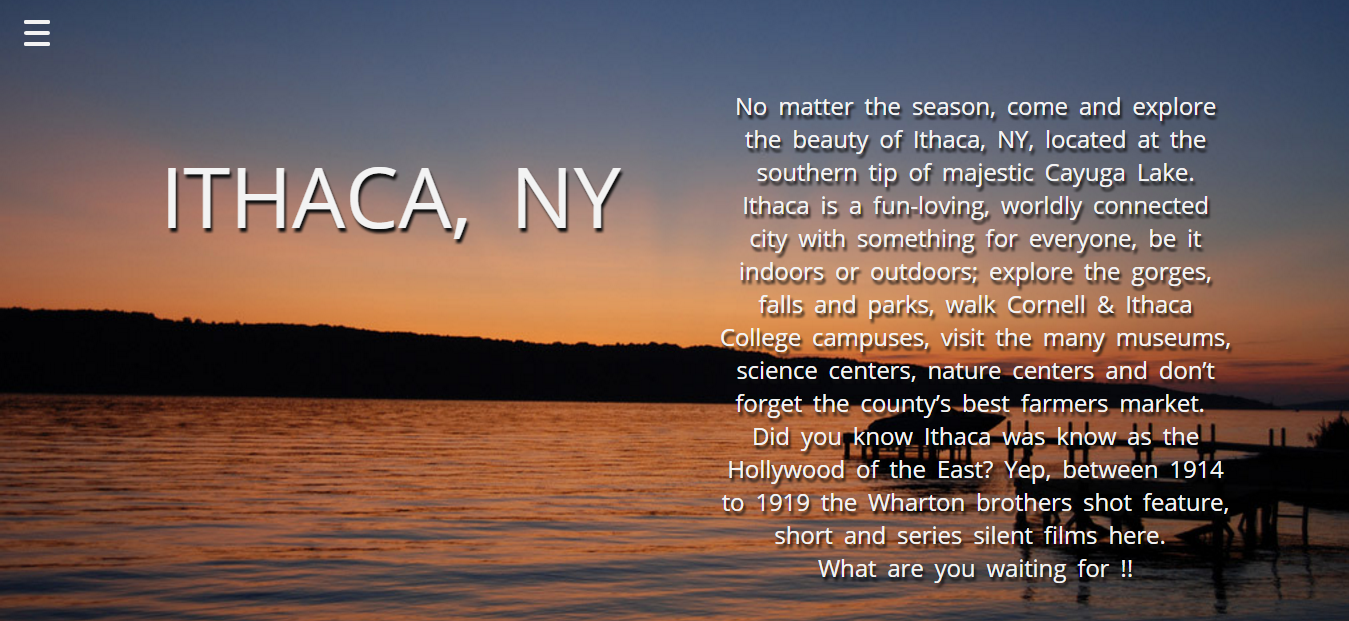 ITHACA, NY
No matter the season, come and explore
the beauty of Ithaca, NY, located at the
southern tip of majestic Cayuga Lake.
Ithaca is a fun-loving, worldly connected
city with something for everyone, be it
indoors or outdoors; explore the gorges,
falls and parks, walk Cornell & Ithaca
College campuses, visit the many museums,
science centers, nature centers and don’t
forget the county’s best farmers market.
Did you know Ithaca was know as the
Hollywood of the East? Yep, between 1914
to 1919 the Wharton brothers shot feature,
short and series silent films here.
What are you waiting for !!